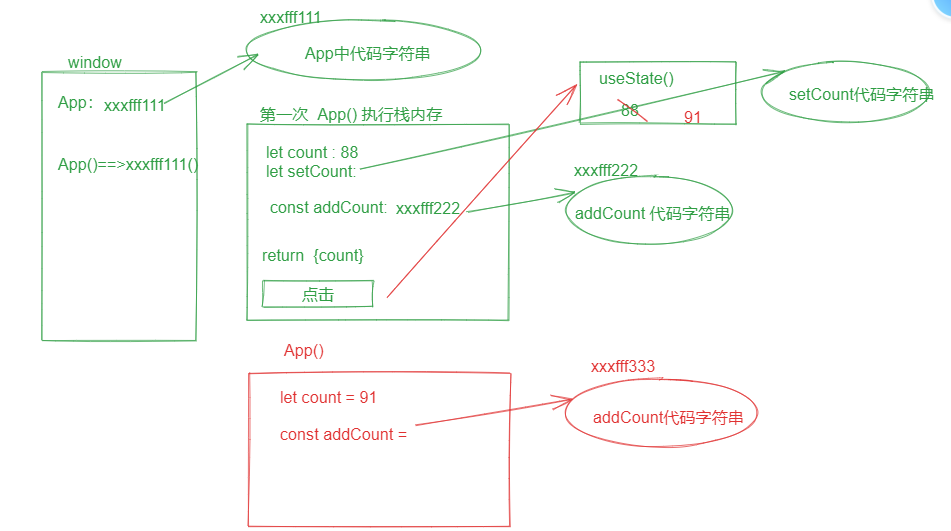 xxxfff111
App中代码字符串
window
App：
xxxfff111
App()==>xxxfff111()
第一次 App() 执行栈内存
let count : 88
let setCount:
const addCount:
xxxfff222
return {count}
点击
useState()
88
91
setCount代码字符串
xxxfff222
addCount 代码字符串
App()
let count = 91
const addCount =
xxxfff333
addCount代码字符串